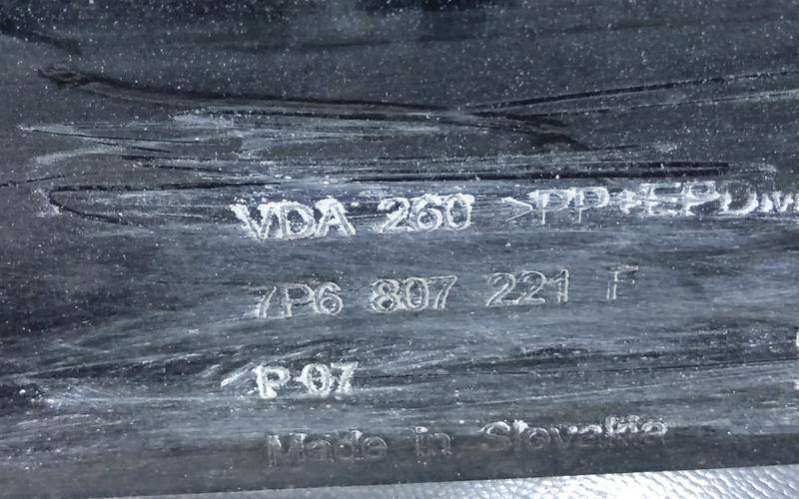 VDA 260 >PP+EPDM
7P6 807 221 F
P-07
Made in Slovakia